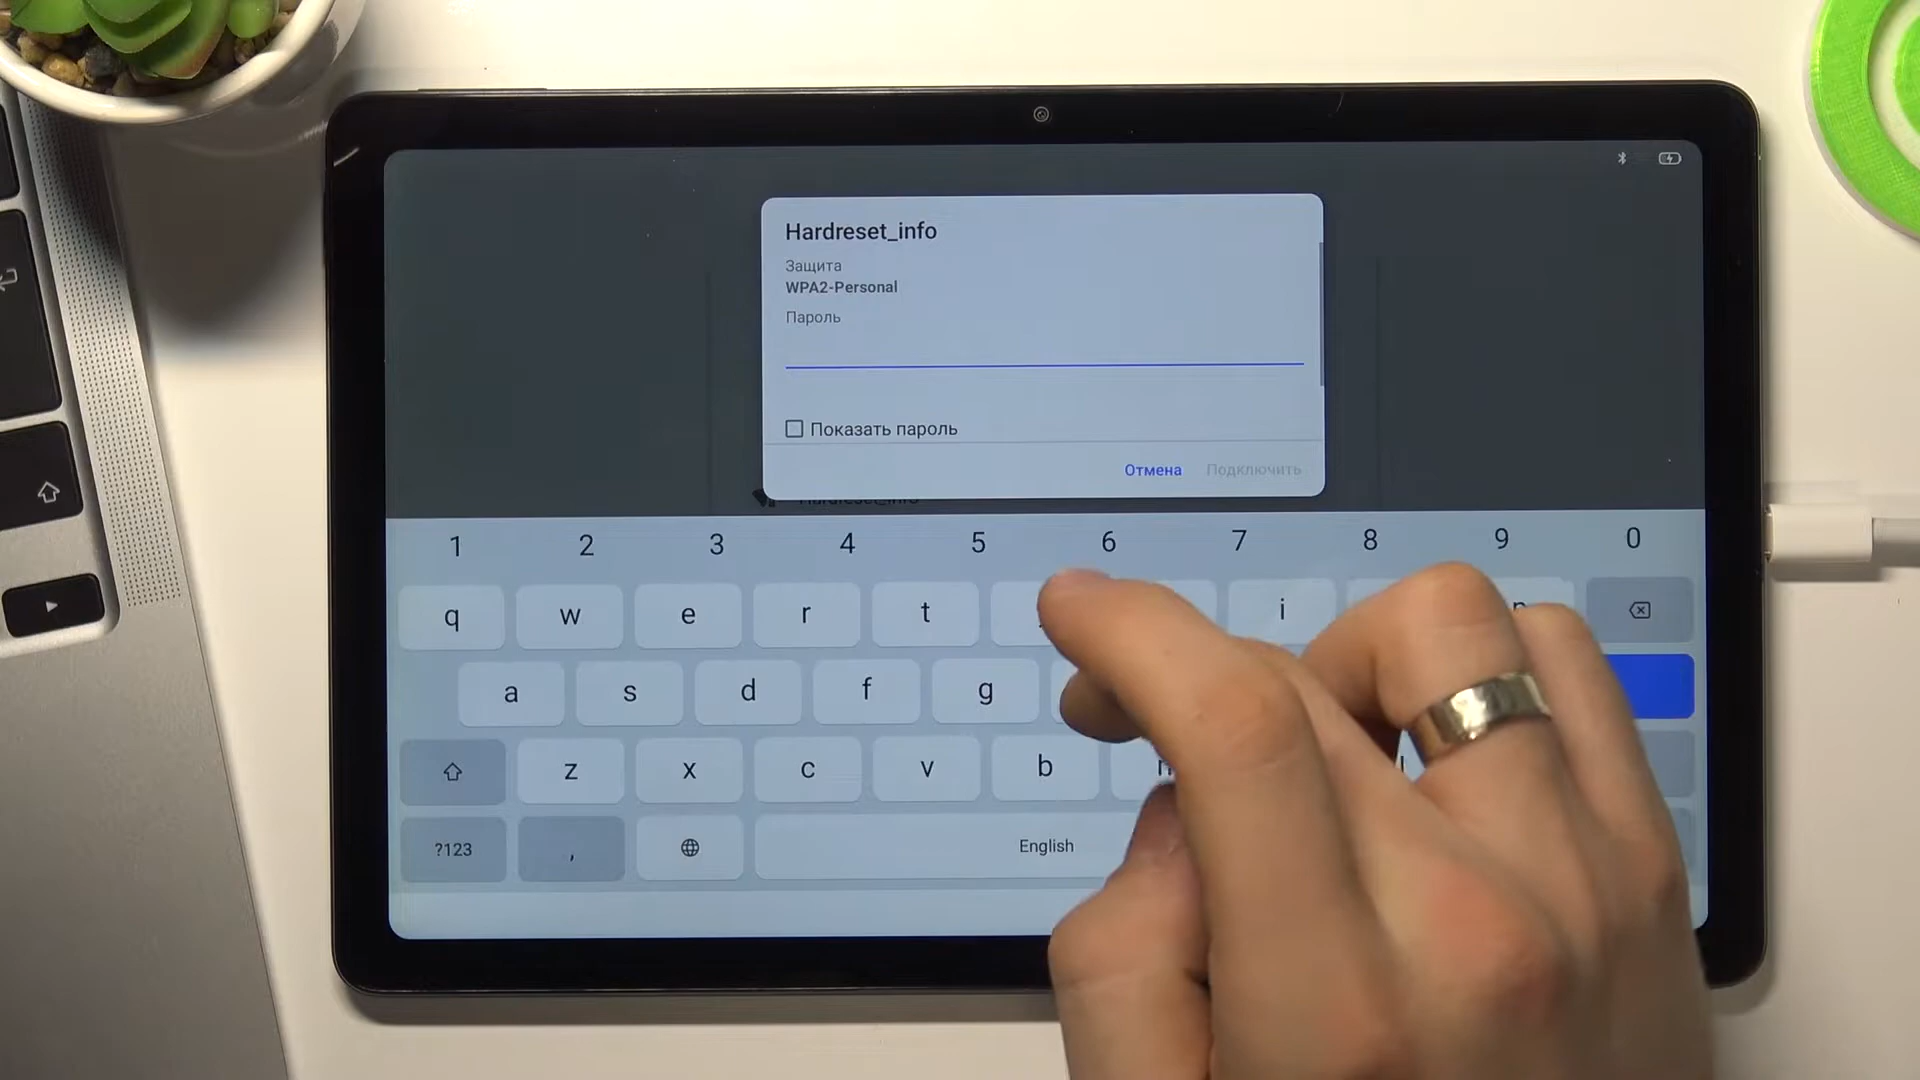 Hardreset_info
Защита
WPA2-Personal
Пароль
Показать пароль
Отмена Подключить
Hardreset_info
1 2 3 4 5 6 7 8 9 0
q w e r t i p
a s d f g
z x c v b n
?123 , English